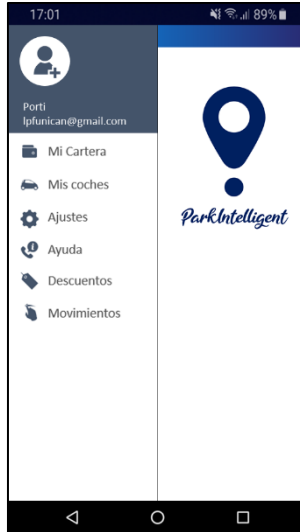 17:01 89%
Porti
lpfunican@gmail.com
Mi Cartera
Mis coches
Ajustes
Ayuda
Descuentos
Movimientos
ParkIntelligent